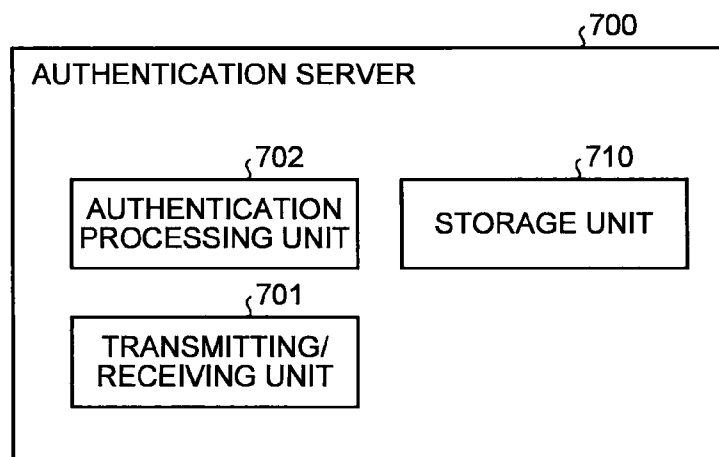 700
AUTHENTICATION SERVER
702
AUTHENTICATION
PROCESSING UNIT
710
STORAGE UNIT
701
TRANSMITTING/
RECEIVING UNIT